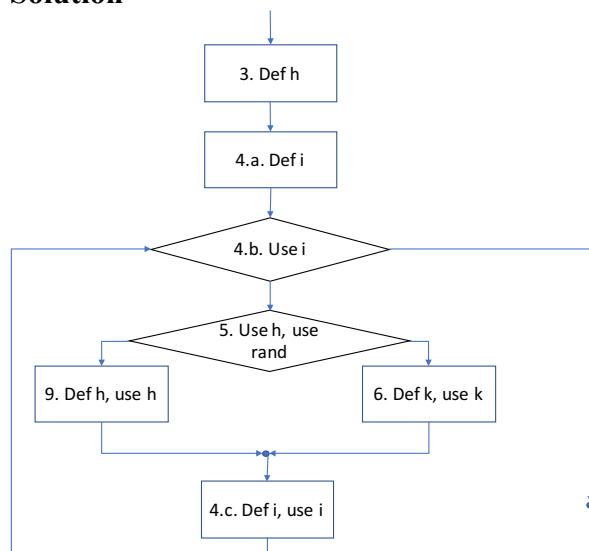 3. Def h
4.a. Def i
4.b. Use i
5. Use h, use
rand
9. Def h, use h
6. Def k, use k
4.c. Def i, use i